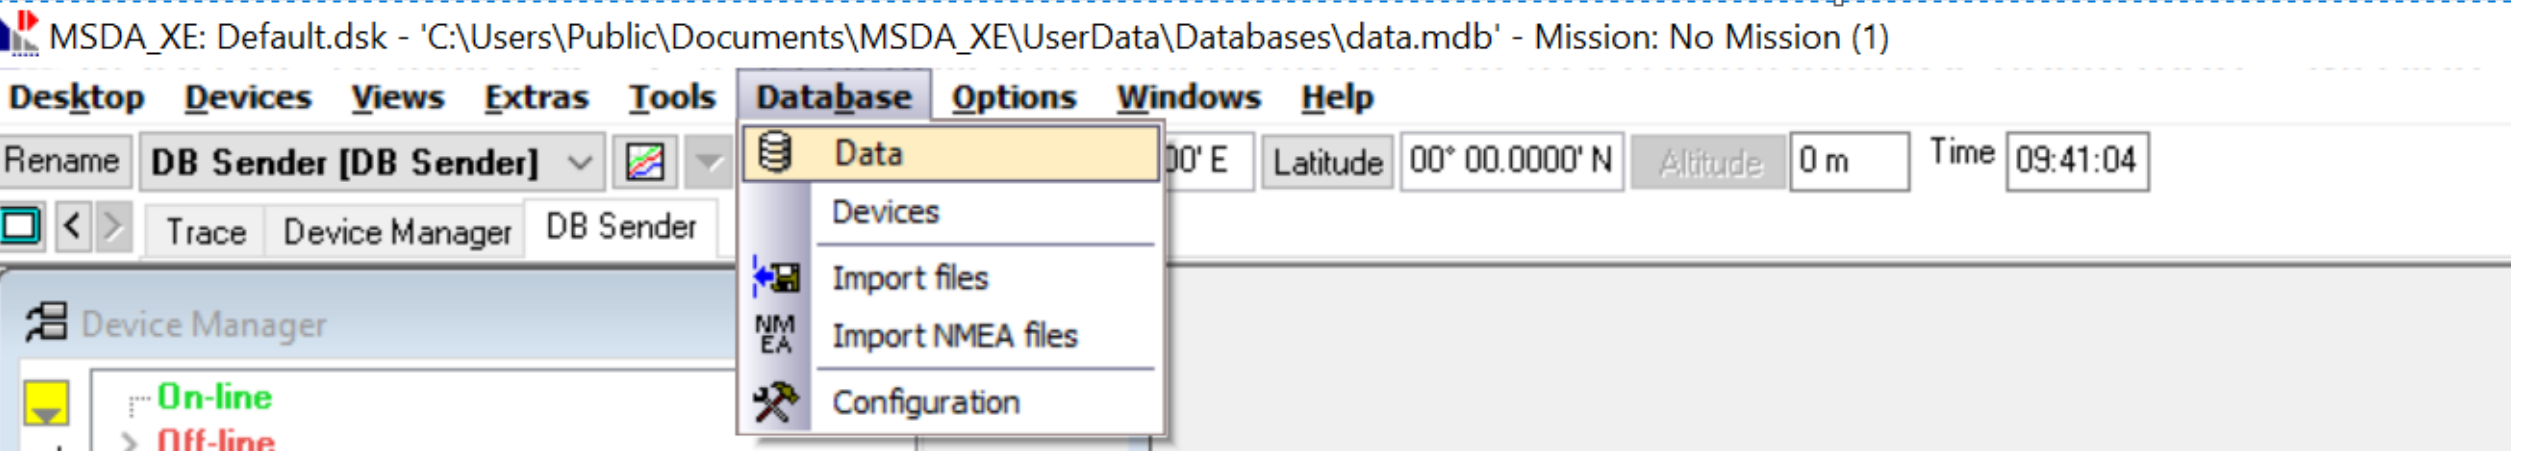 MSDA_XE: Default.dsk - 'C:\Users\Public\Documents\MSDA_XE\UserData\Databases\data.mdb' - Mission: No Mission (1)
Desktop Devices Views Extras Tools Database Options Windows Help
Rename DB Sender [DB Sender] 00' E Latitude 00° 00.0000' N Altitude 0 m Time 09:41:04
Trace Device Manager DB Sender
Data
Devices
Import files
NMEA Import NMEA files
Configuration
Device Manager
On-line
Off-line